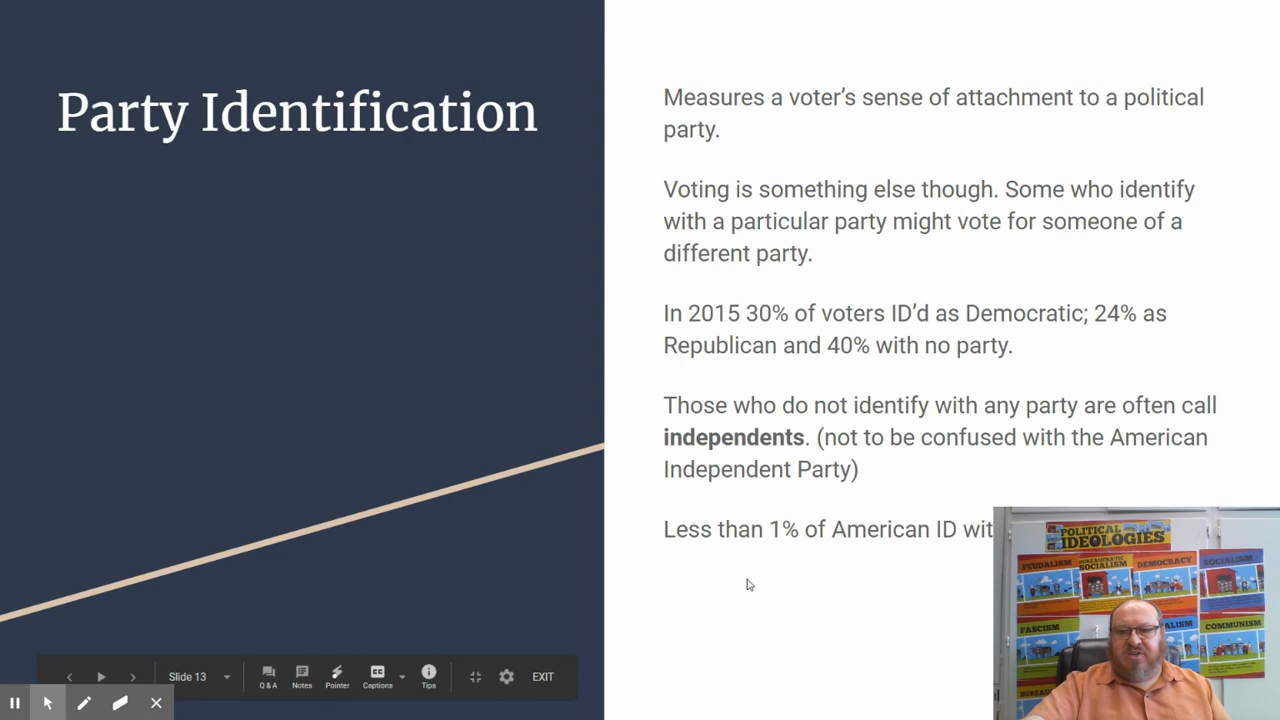 Party Identification
Measures a voter's sense of attachment to a political
party.
Voting is something else though. Some who identify
with a particular party might vote for someone of a
different party.
In 2015 30% of voters ID'd as Democratic; 24% as
Republican and 40% with no party.
Those who do not identify with any party are often call
independents. (not to be confused with the American
Independent Party)
Less than 1% of American ID wit
Slide 13
Q & A
Notes
Pointer
Captions
Tips
EXIT
POLITICAL
IDEOLOGIES
FEUDALISM
BUREAUCRATIC
SOCIALISM
DEMOCRACY
SOCIALISM
FASCISM
ALISM
COMMUNISM